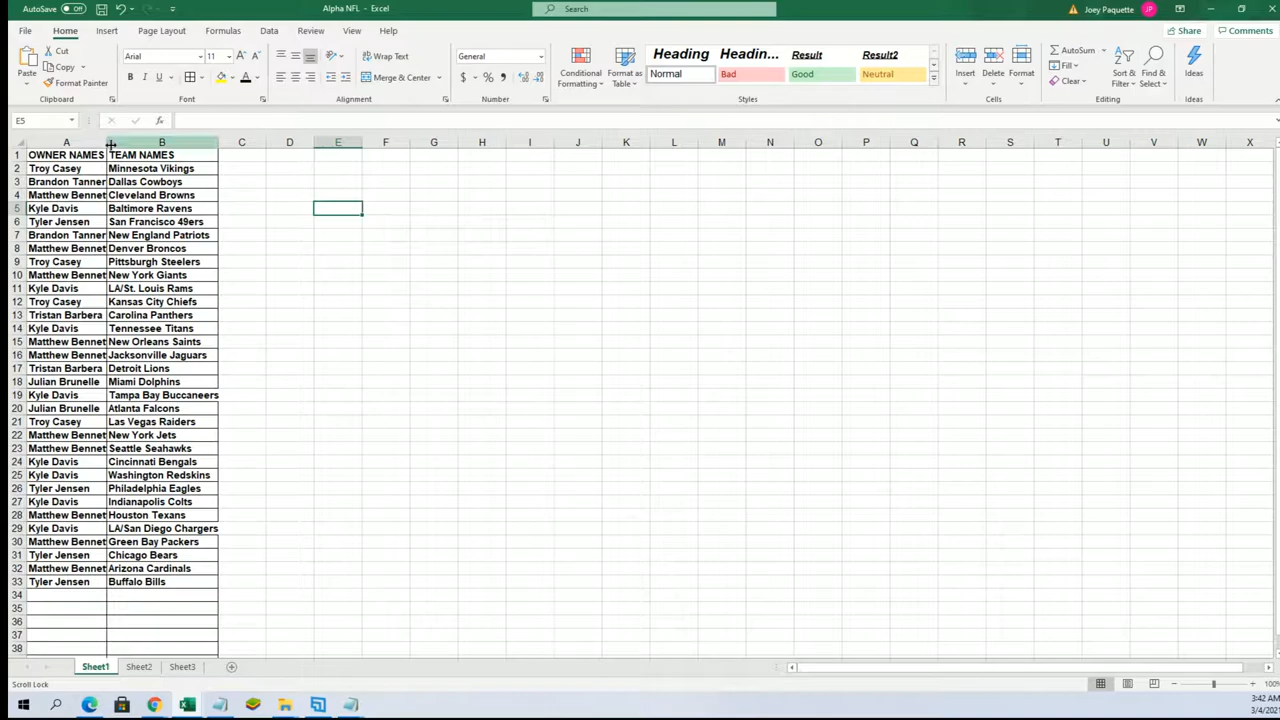 AutoSave Off Alpha NFL - Excel Search Joey Paquette JP
File Home Insert Page Layout Formulas Data Review View Help Share Comments
Paste Cut Copy Format Painter Arial 11 Wrap Text General Conditional Formatting Format as Table Heading Headin... Result Result2 Insert Delete Format AutoSum Sort & Filter Find & Select Ideas
B I U Merge & Center $ % Normal Bad Good Neutral Fill Clear
Clipboard Font Alignment Number Styles Cells Editing Ideas
E5 fx
A B C D E F G H I J K L M N O P Q R S T U V W X
1 OWNER NAMES TEAM NAMES
2 Troy Casey Minnesota Vikings
3 Brandon Tanner Dallas Cowboys
4 Matthew Bennet Cleveland Browns
5 Kyle Davis Baltimore Ravens
6 Tyler Jensen San Francisco 49ers
7 Brandon Tanner New England Patriots
8 Matthew Bennet Denver Broncos
9 Troy Casey Pittsburgh Steelers
10 Matthew Bennet New York Giants
11 Kyle Davis LA/St. Louis Rams
12 Troy Casey Kansas City Chiefs
13 Tristan Barbera Carolina Panthers
14 Kyle Davis Tennessee Titans
15 Matthew Bennet New Orleans Saints
16 Matthew Bennet Jacksonville Jaguars
17 Tristan Barbera Detroit Lions
18 Julian Brunelle Miami Dolphins
19 Kyle Davis Tampa Bay Buccaneers
20 Julian Brunelle Atlanta Falcons
21 Troy Casey Las Vegas Raiders
22 Matthew Bennet New York Jets
23 Matthew Bennet Seattle Seahawks
24 Kyle Davis Cincinnati Bengals
25 Kyle Davis Washington Redskins
26 Tyler Jensen Philadelphia Eagles
27 Kyle Davis Indianapolis Colts
28 Matthew Bennet Houston Texans
29 Kyle Davis LA/San Diego Chargers
30 Matthew Bennet Green Bay Packers
31 Tyler Jensen Chicago Bears
32 Matthew Bennet Arizona Cardinals
33 Tyler Jensen Buffalo Bills
34
35
36
37
38
Sheet1 Sheet2 Sheet3
Scroll Lock 100%
3:42 AM
3/4/2021